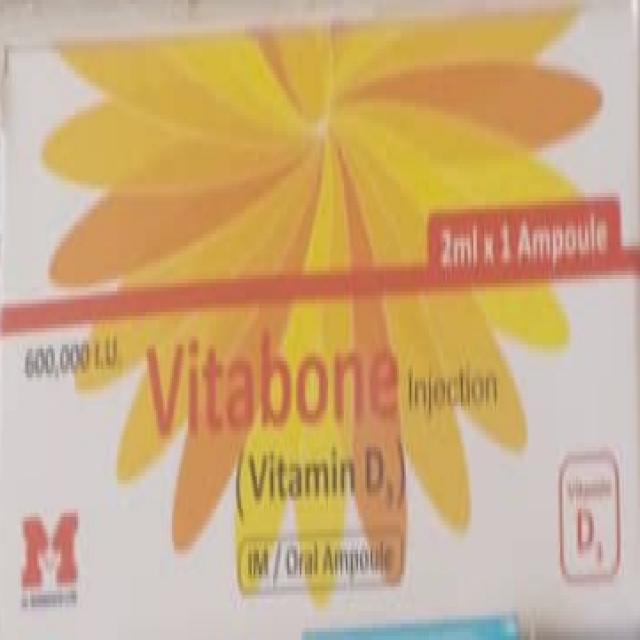 2ml x 1 Ampoule
600,000 I.U.
Vitabone Injection
(Vitamin D3)
IM / Oral Ampoule
Vitamin
D3
M